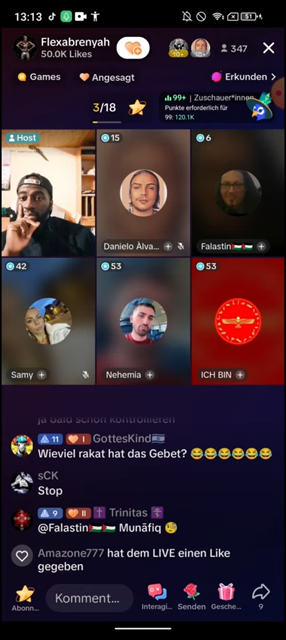 13:13
51
Flexabrenyah
50.0K Likes
347
Games
Angesagt
Erkunden >
3/18
99+ | Zuschauer*innen
Punkte erforderlich für
99: 120.1K
Host
15
6
Danielo Àlva...
Falastin🇵🇸🇵🇸
42
53
53
Samy
Nehemia
ICH BIN
ja bald schon kontrollieren
11 I GottesKind🇮🇱
Wieviel rakat hat das Gebet? 😂😂😂😂😂😂
sCK
Stop
9 II ✝️ Trinitas ☦️
@Falastin🇵🇸🇵🇸 Munāfiq 🧐
Amazone777 hat dem LIVE einen Like
gegeben
Abonn...
Komment...
Interagi...
Senden
Gesche...
9